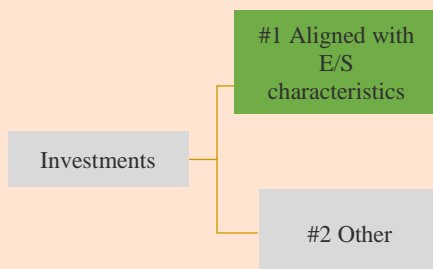 #1 Aligned with
E/S
characteristics
Investments
#2 Other